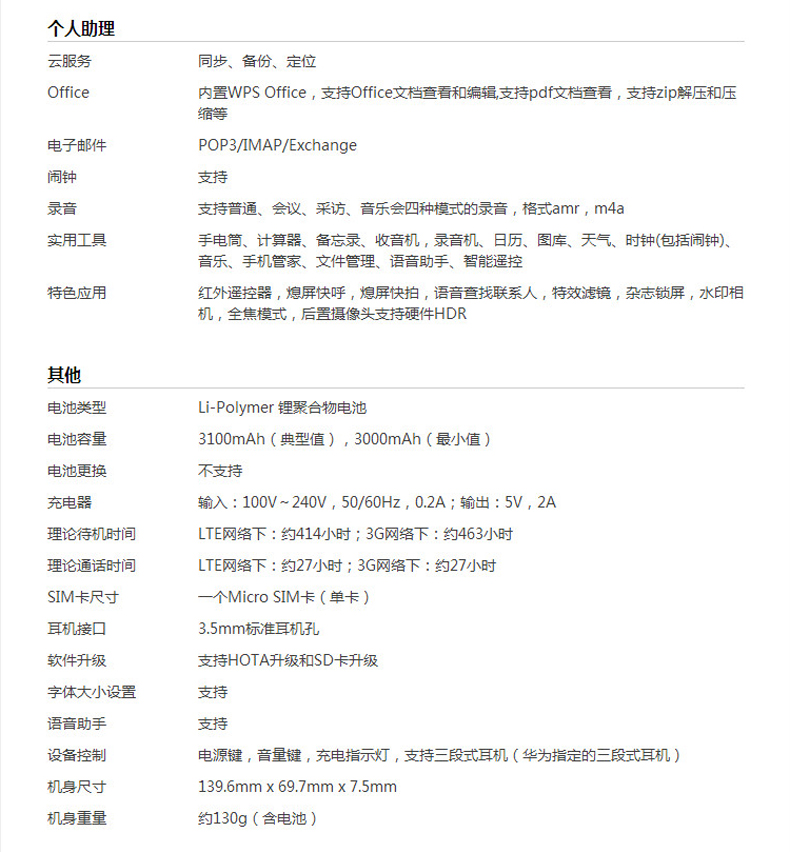 个人助理
云服务 同步、备份、定位
Office 内置WPS Office，支持Office文档查看和编辑,支持pdf文档查看，支持zip解压和压
缩等
电子邮件 POP3/IMAP/Exchange
闹钟 支持
录音 支持普通、会议、采访、音乐会四种模式的录音，格式amr，m4a
实用工具 手电筒、计算器、备忘录、收音机，录音机、日历、图库、天气、时钟(包括闹钟)、
音乐、手机管家、文件管理、语音助手、智能遥控
特色应用 红外遥控器，熄屏快呼，熄屏快拍，语音查找联系人，特效滤镜，杂志锁屏，水印相
机，全焦模式，后置摄像头支持硬件HDR
其他
电池类型 Li-Polymer 锂聚合物电池
电池容量 3100mAh（典型值），3000mAh（最小值）
电池更换 不支持
充电器 输入：100V～240V，50/60Hz，0.2A；输出：5V，2A
理论待机时间 LTE网络下：约414小时；3G网络下：约463小时
理论通话时间 LTE网络下：约27小时；3G网络下：约27小时
SIM卡尺寸 一个Micro SIM卡（单卡）
耳机接口 3.5mm标准耳机孔
软件升级 支持HOTA升级和SD卡升级
字体大小设置 支持
语音助手 支持
设备控制 电源键，音量键，充电指示灯，支持三段式耳机（华为指定的三段式耳机）
机身尺寸 139.6mm x 69.7mm x 7.5mm
机身重量 约130g（含电池）